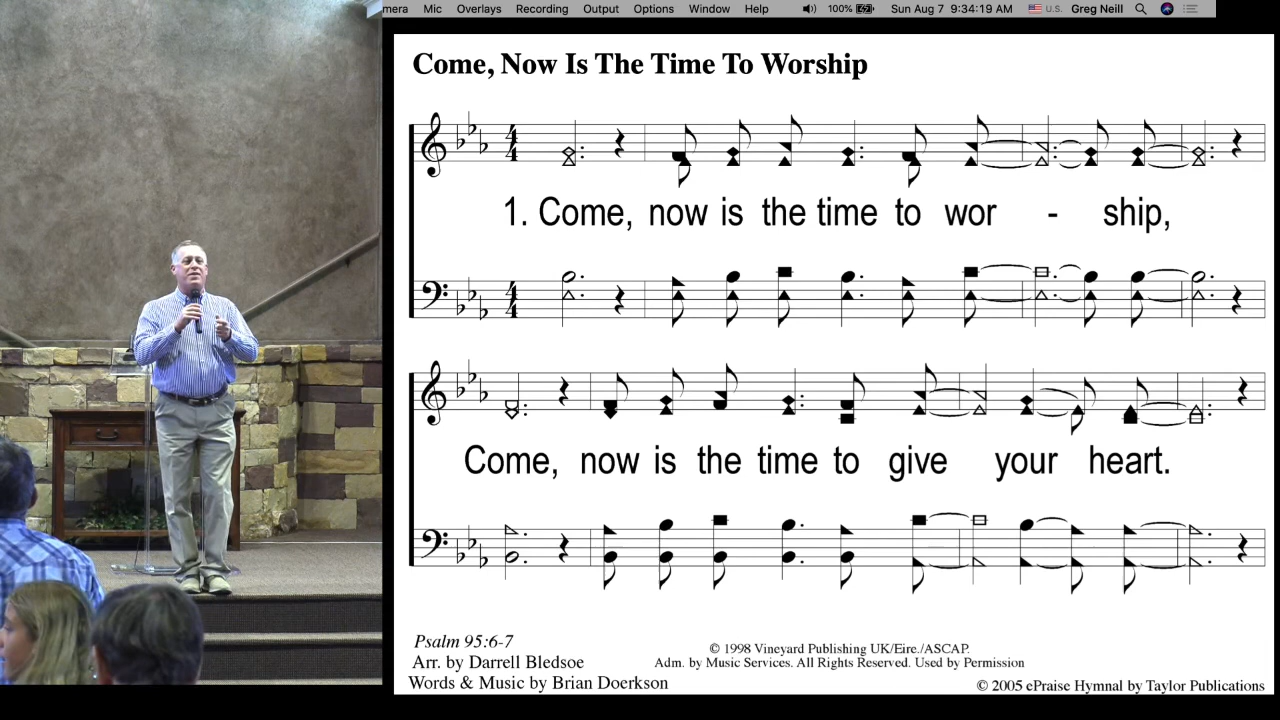 mera Mic Overlays Recording Output Options Window Help 100% Sun Aug 7 9:34:19 AM U.S. Greg Neill
Come, Now Is The Time To Worship
4
4
1. Come, now is the time to wor - ship,
4
4
Come, now is the time to give your heart.
Psalm 95:6-7
Arr. by Darrell Bledsoe
Words & Music by Brian Doerkson
© 1998 Vineyard Publishing UK/Eire./ASCAP.
Adm. by Music Services. All Rights Reserved. Used by Permission
© 2005 ePraise Hymnal by Taylor Publications